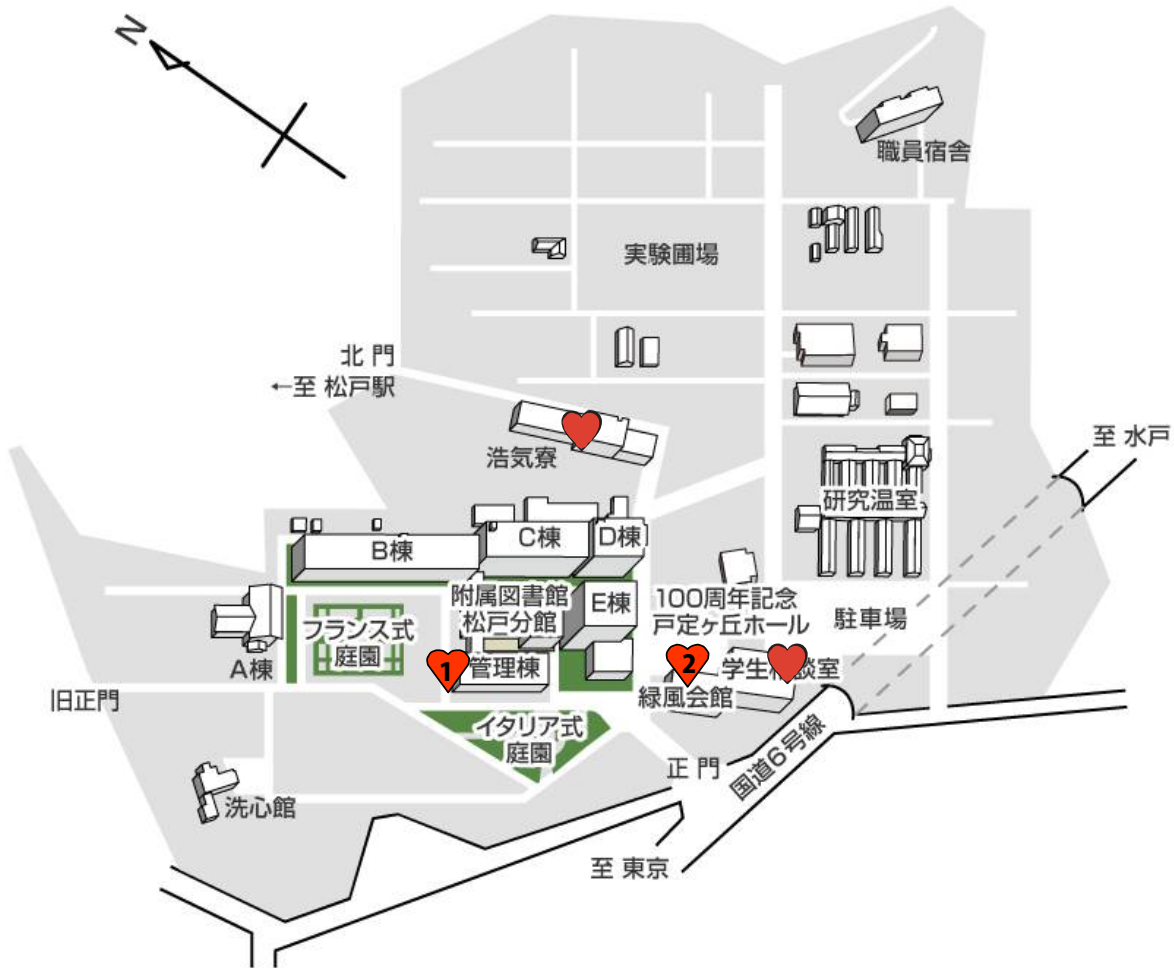 N
職員宿舎
実験圃場
北門
←至 松戸駅
至 水戸
浩気寮
研究温室
C棟
D棟
B棟
附属図書館
松戸分館
E棟
100周年記念
戸定ヶ丘ホール
駐車場
フランス式
庭園
A棟
1
管理棟
2
学生相談室
緑風会館
旧正門
イタリア式
庭園
正門
国道6号線
洗心館
至 東京